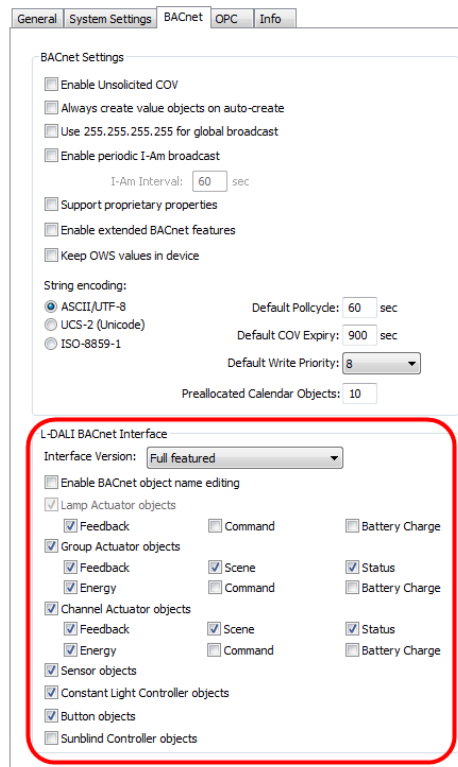 General System Settings BACnet OPC Info
BACnet Settings
Enable Unsolicited COV
Always create value objects on auto-create
Use 255.255.255.255 for global broadcast
Enable periodic I-Am broadcast
I-Am Interval: 60 sec
Support proprietary properties
Enable extended BACnet features
Keep OWS values in device
String encoding:
ASCII/UTF-8 Default Pollcycle: 60 sec
UCS-2 (Unicode) Default COV Expiry: 900 sec
ISO-8859-1
Default Write Priority: 8
Preallocated Calendar Objects: 10
L-DALI BACnet Interface
Interface Version: Full featured
Enable BACnet object name editing
Lamp Actuator objects
Feedback Command Battery Charge
Group Actuator objects
Feedback Scene Status
Energy Command Battery Charge
Channel Actuator objects
Feedback Scene Status
Energy Command Battery Charge
Sensor objects
Constant Light Controller objects
Button objects
Sunblind Controller objects